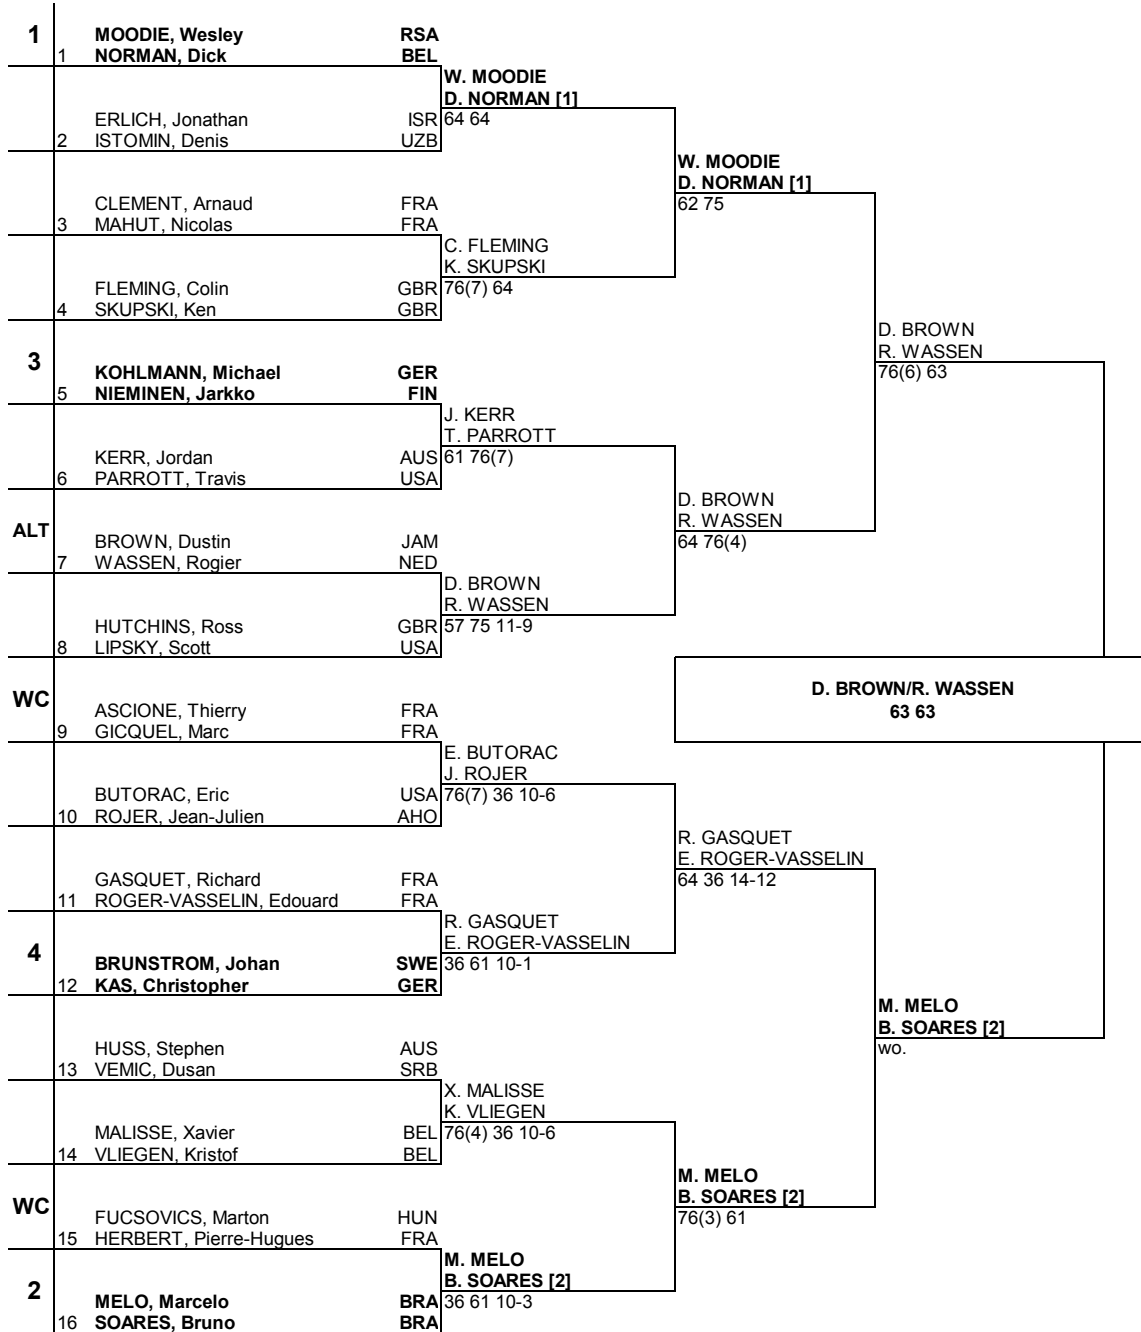 1 MOODIE, Wesley RSA
1 NORMAN, Dick BEL
W. MOODIE
D. NORMAN [1]
ERLICH, Jonathan ISR 64 64
2 ISTOMIN, Denis UZB
W. MOODIE
D. NORMAN [1]
CLEMENT, Arnaud FRA 62 75
3 MAHUT, Nicolas FRA
C. FLEMING
K. SKUPSKI
FLEMING, Colin GBR 76(7) 64
4 SKUPSKI, Ken GBR
D. BROWN
R. WASSEN
3 KOHLMANN, Michael GER 76(6) 63
5 NIEMINEN, Jarkko FIN
J. KERR
T. PARROTT
KERR, Jordan AUS 61 76(7)
6 PARROTT, Travis USA
D. BROWN
R. WASSEN
ALT BROWN, Dustin JAM 64 76(4)
7 WASSEN, Rogier NED
D. BROWN
R. WASSEN
HUTCHINS, Ross GBR 57 75 11-9
8 LIPSKY, Scott USA
D. BROWN/R. WASSEN
63 63
WC ASCIONE, Thierry FRA
9 GICQUEL, Marc FRA
E. BUTORAC
J. ROJER
BUTORAC, Eric USA 76(7) 36 10-6
10 ROJER, Jean-Julien AHO
R. GASQUET
E. ROGER-VASSELIN
GASQUET, Richard FRA 64 36 14-12
11 ROGER-VASSELIN, Edouard FRA
R. GASQUET
E. ROGER-VASSELIN
4 BRUNSTROM, Johan SWE 36 61 10-1
12 KAS, Christopher GER
M. MELO
B. SOARES [2]
HUSS, Stephen AUS wo.
13 VEMIC, Dusan SRB
X. MALISSE
K. VLIEGEN
MALISSE, Xavier BEL 76(4) 36 10-6
14 VLIEGEN, Kristof BEL
M. MELO
B. SOARES [2]
WC FUCSOVICS, Marton HUN 76(3) 61
15 HERBERT, Pierre-Hugues FRA
M. MELO
B. SOARES [2]
2 MELO, Marcelo BRA 36 61 10-3
16 SOARES, Bruno BRA